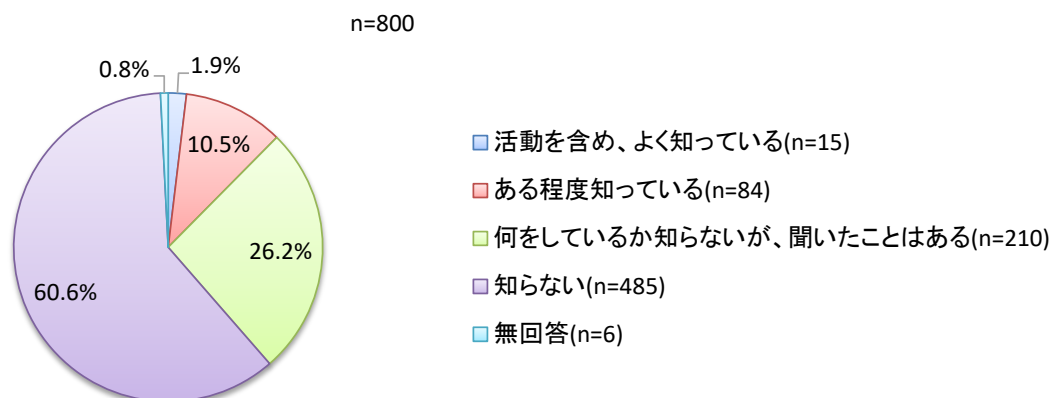 n=800
0.8%
1.9%
10.5%
26.2%
60.6%
活動を含め、よく知っている(n=15)
ある程度知っている(n=84)
何をしているか知らないが、聞いたことはある(n=210)
知らない(n=485)
無回答(n=6)